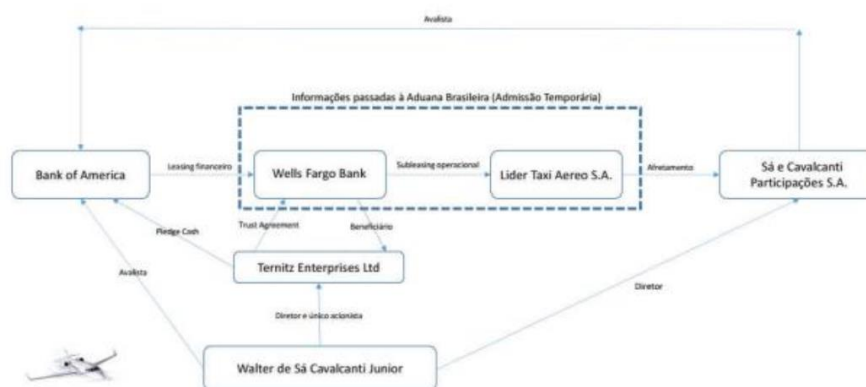 Avalista
Informações passadas à Aduana Brasileira (Admissão Temporária)
Bank of America
Leasing financeiro
Wells Fargo Bank
Subleasing operacional
Lider Taxi Aereo S.A.
Afretamento
Sá e Cavalcanti
Participações S.A.
Pledge Cash
Trust Agreement
Beneficiário
Ternitz Enterprises Ltd
Avalista
Diretor e único acionista
Diretor
Walter de Sá Cavalcanti Junior